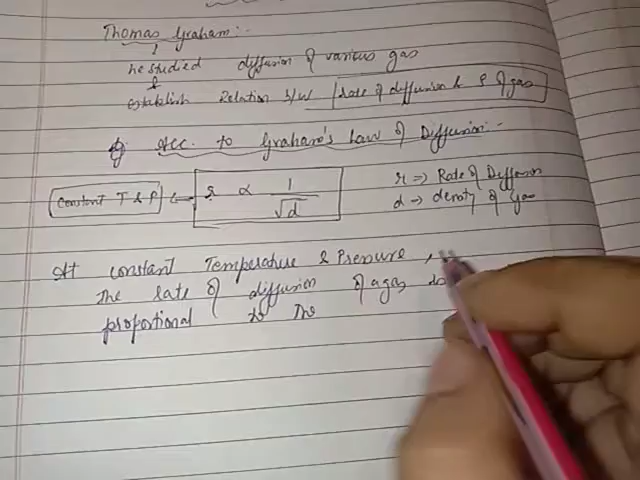 Thomas Graham:-
he studied diffusion of various gas
&
establish Relation b/w rate of diffusion & ρ of gas
Acc. to Graham's Law of Diffusion:-
Constant T & P r ∝ 1/√d r => Rate of Diffusion
d → density of Gas
At constant Temperature & Pressure,
The rate of diffusion of a gas is
proportional to The